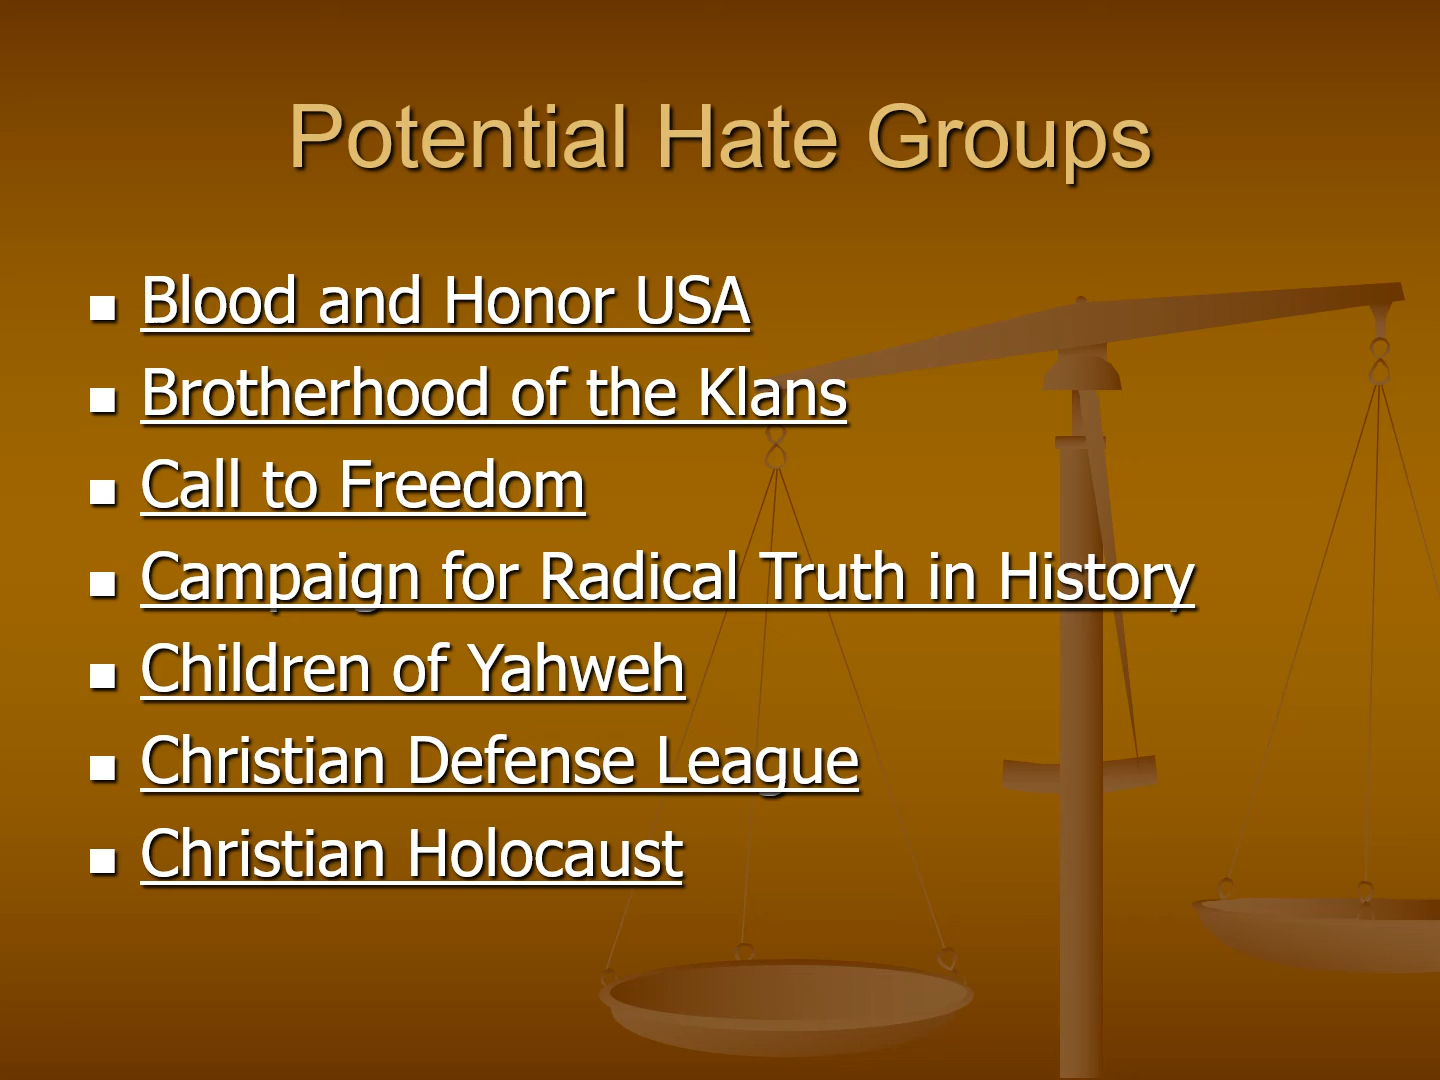 Potential Hate Groups
Blood and Honor USA
Brotherhood of the Klans
Call to Freedom
Campaign for Radical Truth in History
Children of Yahweh
Christian Defense League
Christian Holocaust